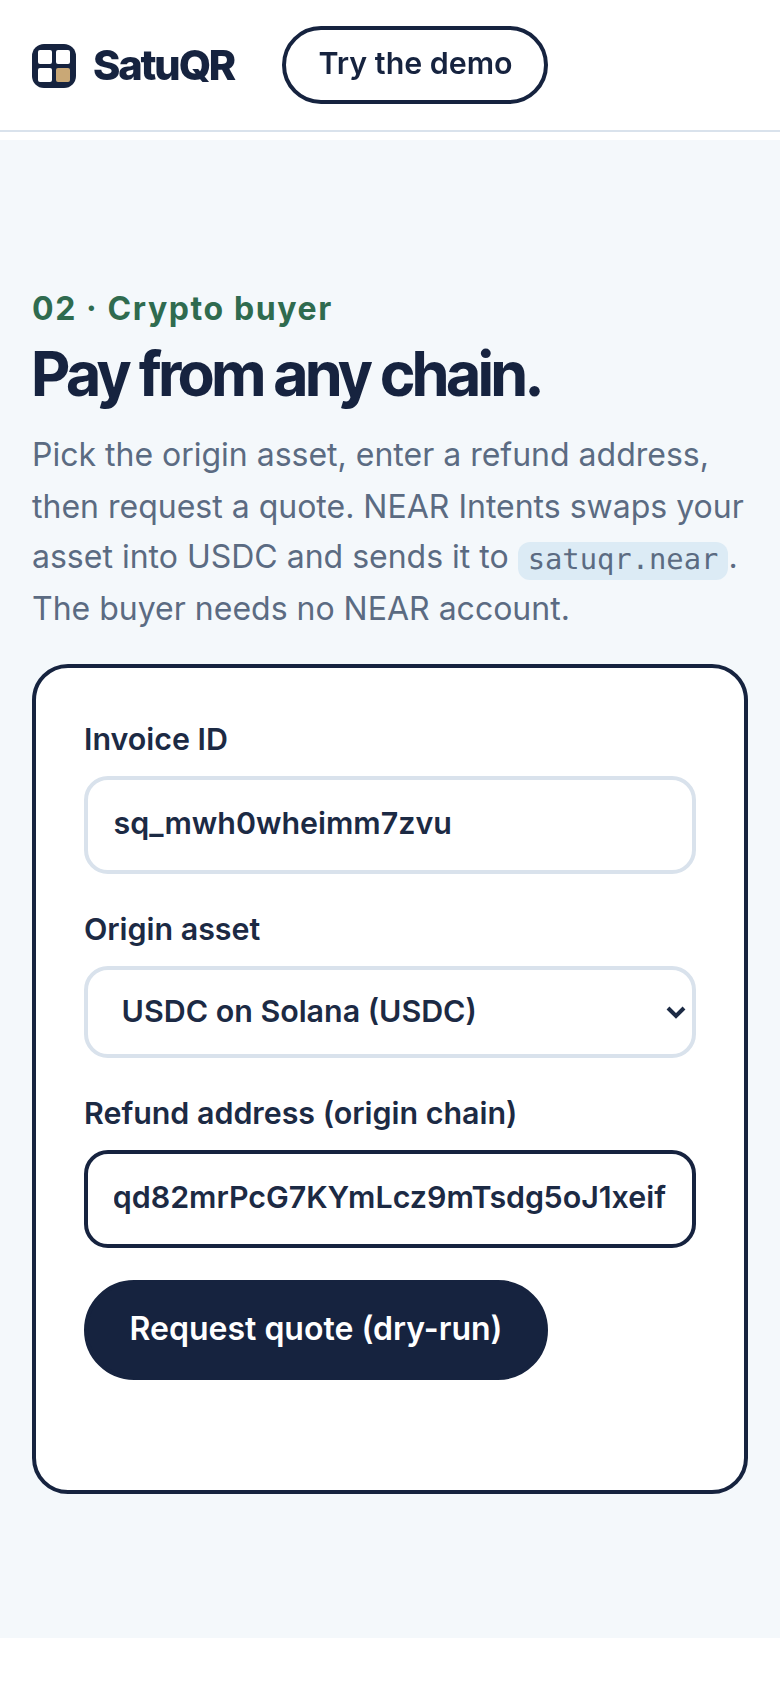 SatuQR
Try the demo
02 · Crypto buyer
Pay from any chain.
Pick the origin asset, enter a refund address,
then request a quote. NEAR Intents swaps your
asset into USDC and sends it to satuqr.near.
The buyer needs no NEAR account.
Invoice ID
sq_mwh0wheimm7zvu
Origin asset
USDC on Solana (USDC)
Refund address (origin chain)
qd82mrPcG7KYmLcz9mTsdg5oJ1xeif
Request quote (dry-run)